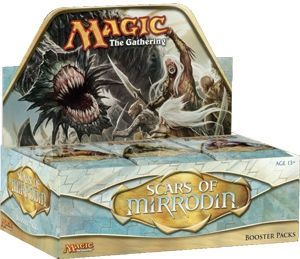 MAGIC
The Gathering
AGE 13+
SCARS OF
MIRRODIN
MAGIC
BOOSTER PACKS